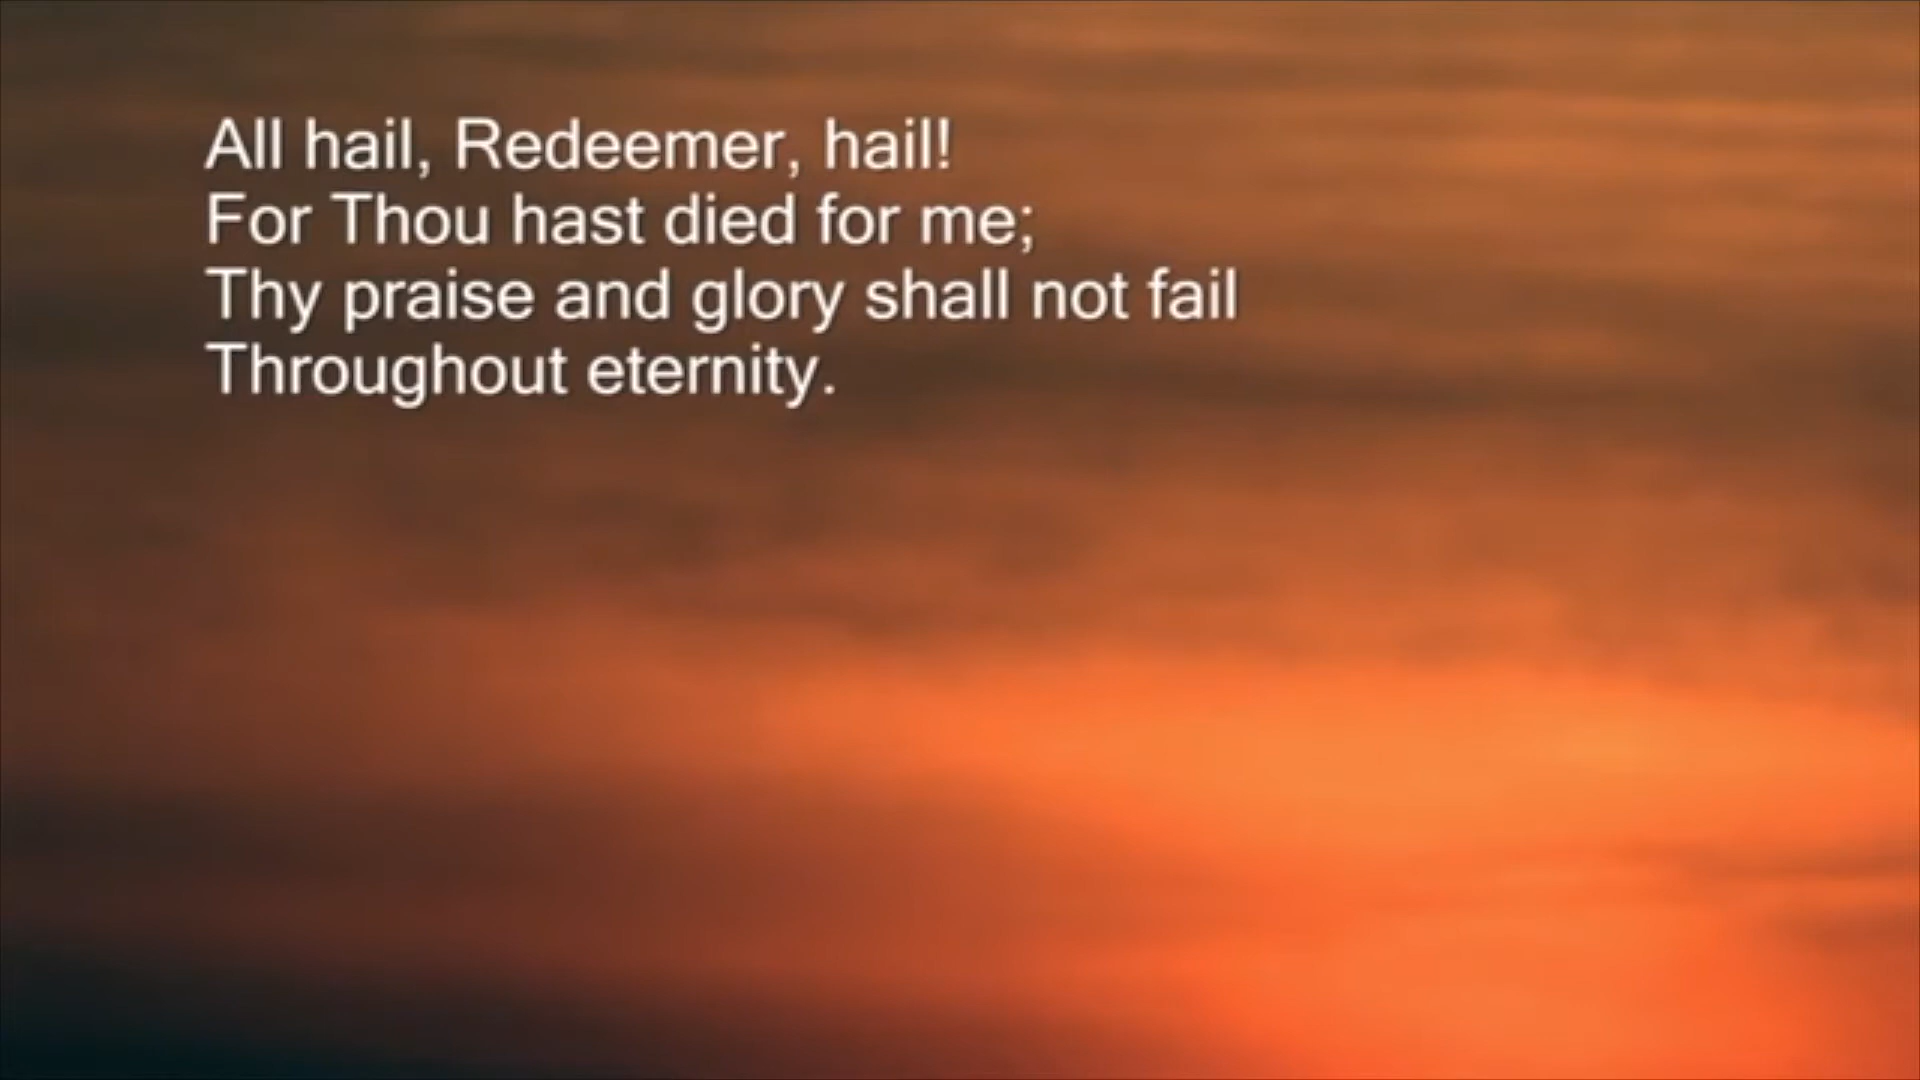 All hail, Redeemer, hail!
For Thou hast died for me;
Thy praise and glory shall not fail
Throughout eternity.